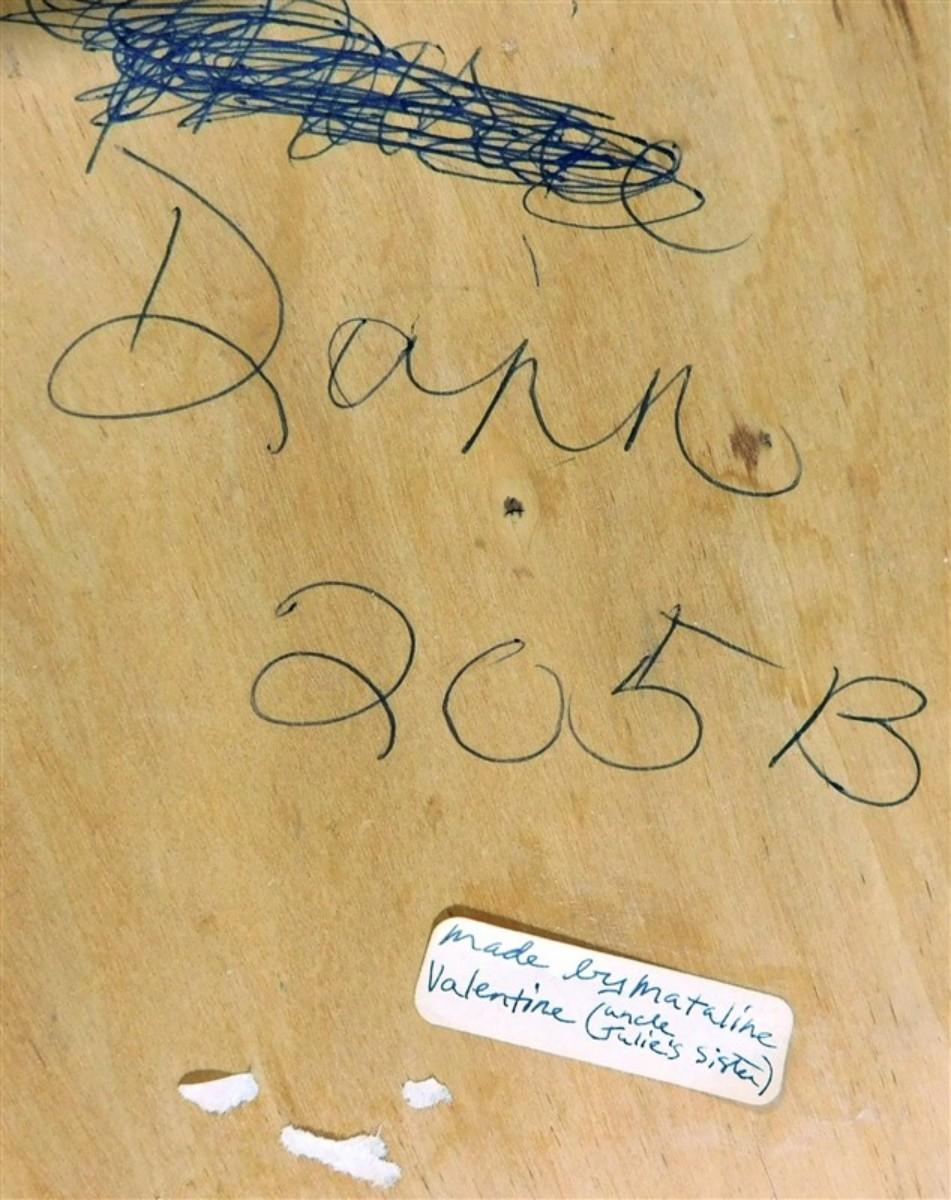 Dann
205B
made by Mataline
Valentine (uncle
Julie's sister)